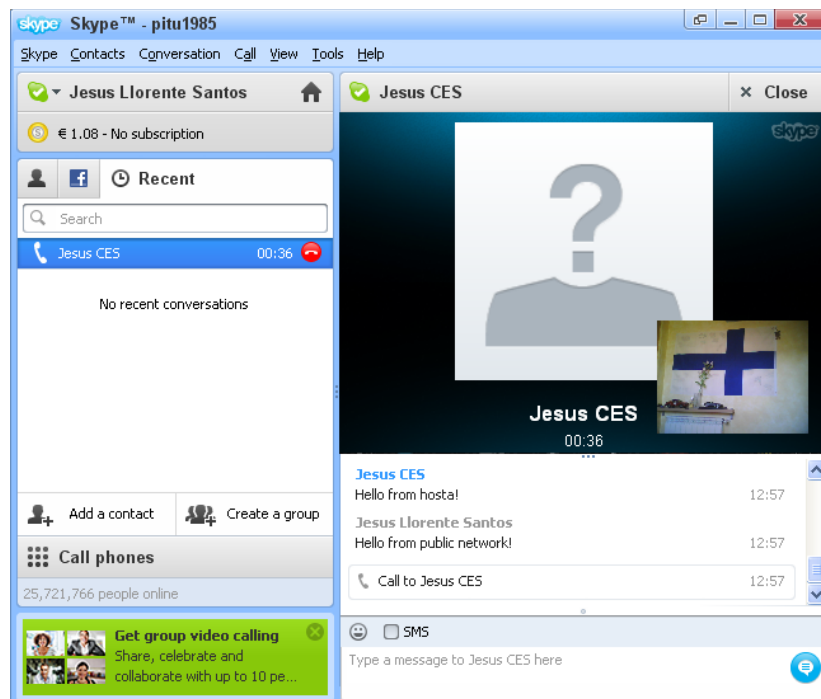 skype Skype™ - pitu1985
Skype Contacts Conversation Call View Tools Help
Jesus Llorente Santos
€ 1.08 - No subscription
Recent
Search
Jesus CES 00:36
No recent conversations
Add a contact Create a group
Call phones
25,721,766 people online
Get group video calling
Share, celebrate and
collaborate with up to 10 pe...
Jesus CES × Close
skype
Jesus CES
00:36
Jesus CES
Hello from hosta! 12:57
Jesus Llorente Santos
Hello from public network! 12:57
Call to Jesus CES 12:57
SMS
Type a message to Jesus CES here